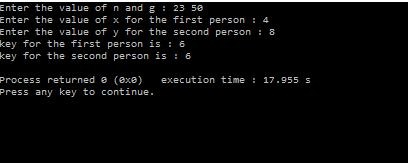 Enter the value of n and g : 23 50
Enter the value of x for the first person : 4
Enter the value of y for the second person : 8
key for the first person is : 6
key for the second person is : 6
Process returned 0 (0x0)   execution time : 17.955 s
Press any key to continue.